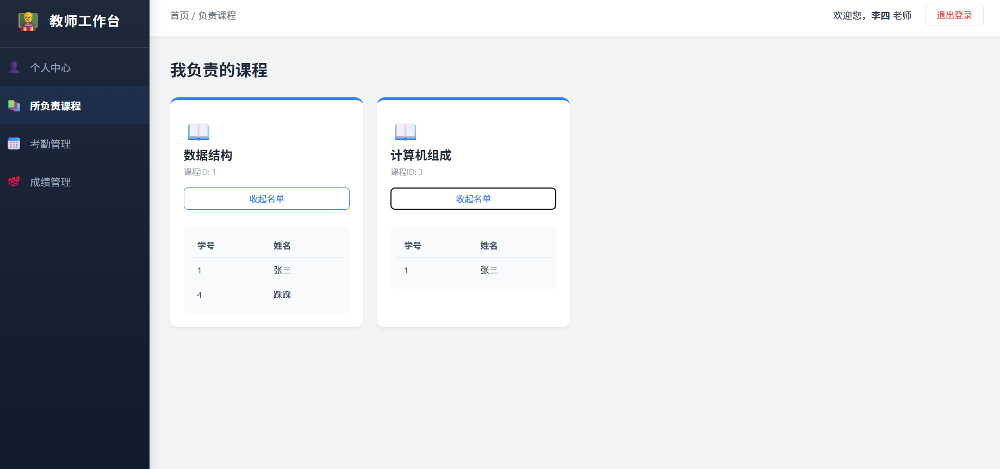 教师工作台
个人中心
所负责课程
考勤管理
成绩管理
首页 / 负责课程
欢迎您，李四 老师
退出登录
我负责的课程
数据结构
课程ID: 1
收起名单
学号 姓名
1 张三
4 踩踩
计算机组成
课程ID: 3
收起名单
学号 姓名
1 张三